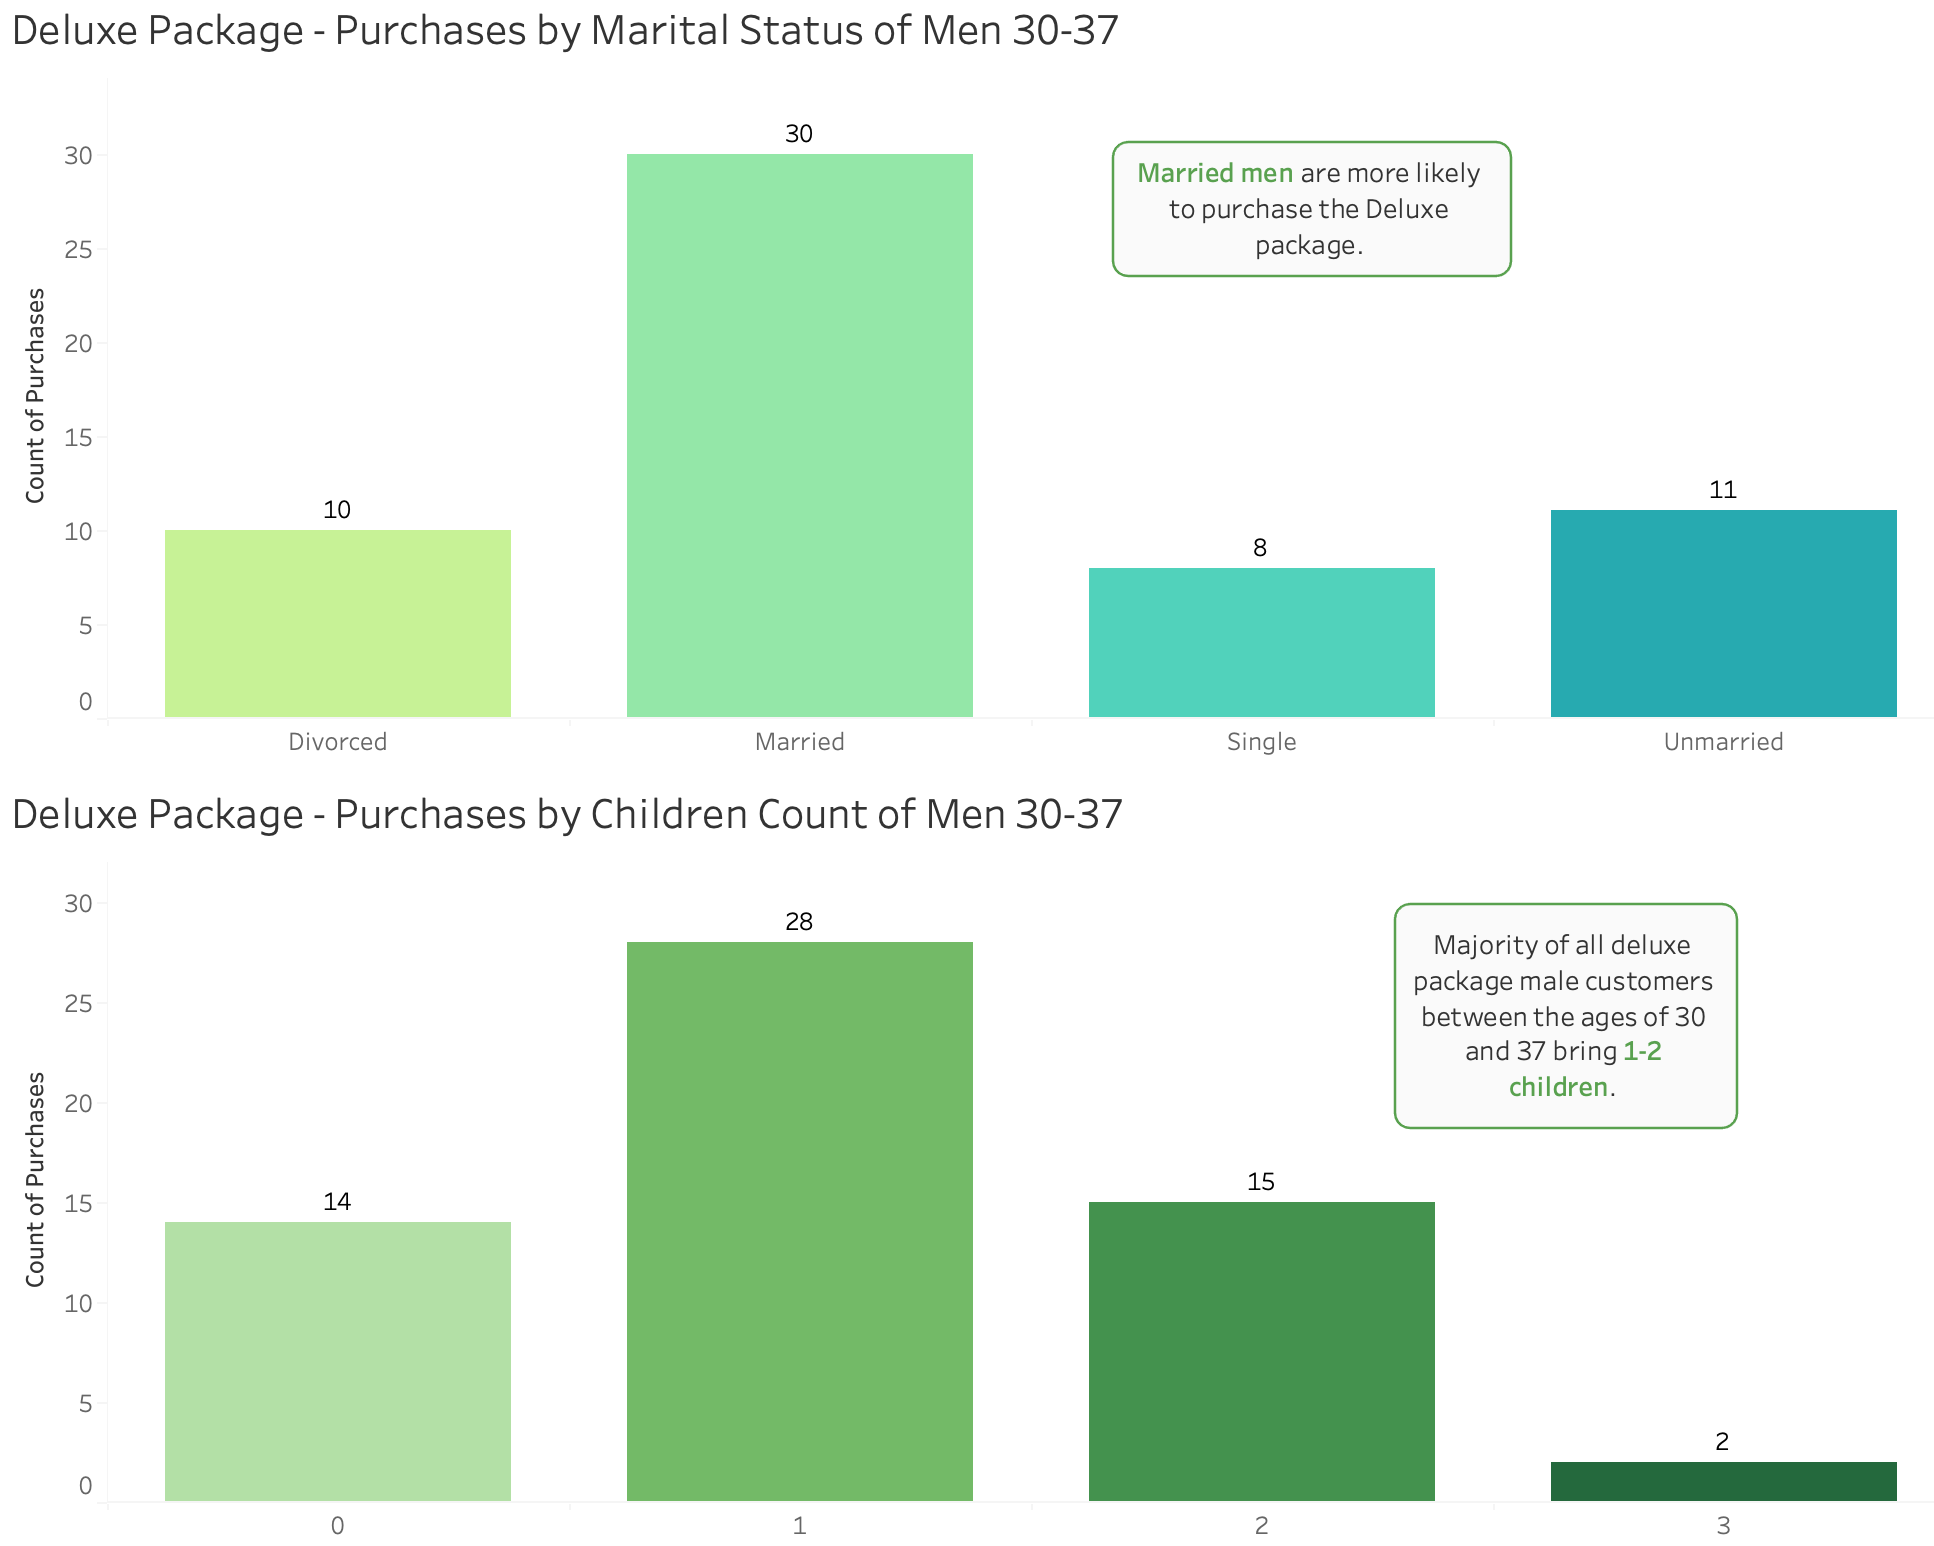 Deluxe Package - Purchases by Marital Status of Men 30-37
30
25
20
15
10
5
0
Count of Purchases
10
30
8
11
Married men are more likely
to purchase the Deluxe
package.
Divorced
Married
Single
Unmarried
Deluxe Package - Purchases by Children Count of Men 30-37
30
25
20
15
10
5
0
Count of Purchases
14
28
15
2
Majority of all deluxe
package male customers
between the ages of 30
and 37 bring 1-2
children.
0
1
2
3